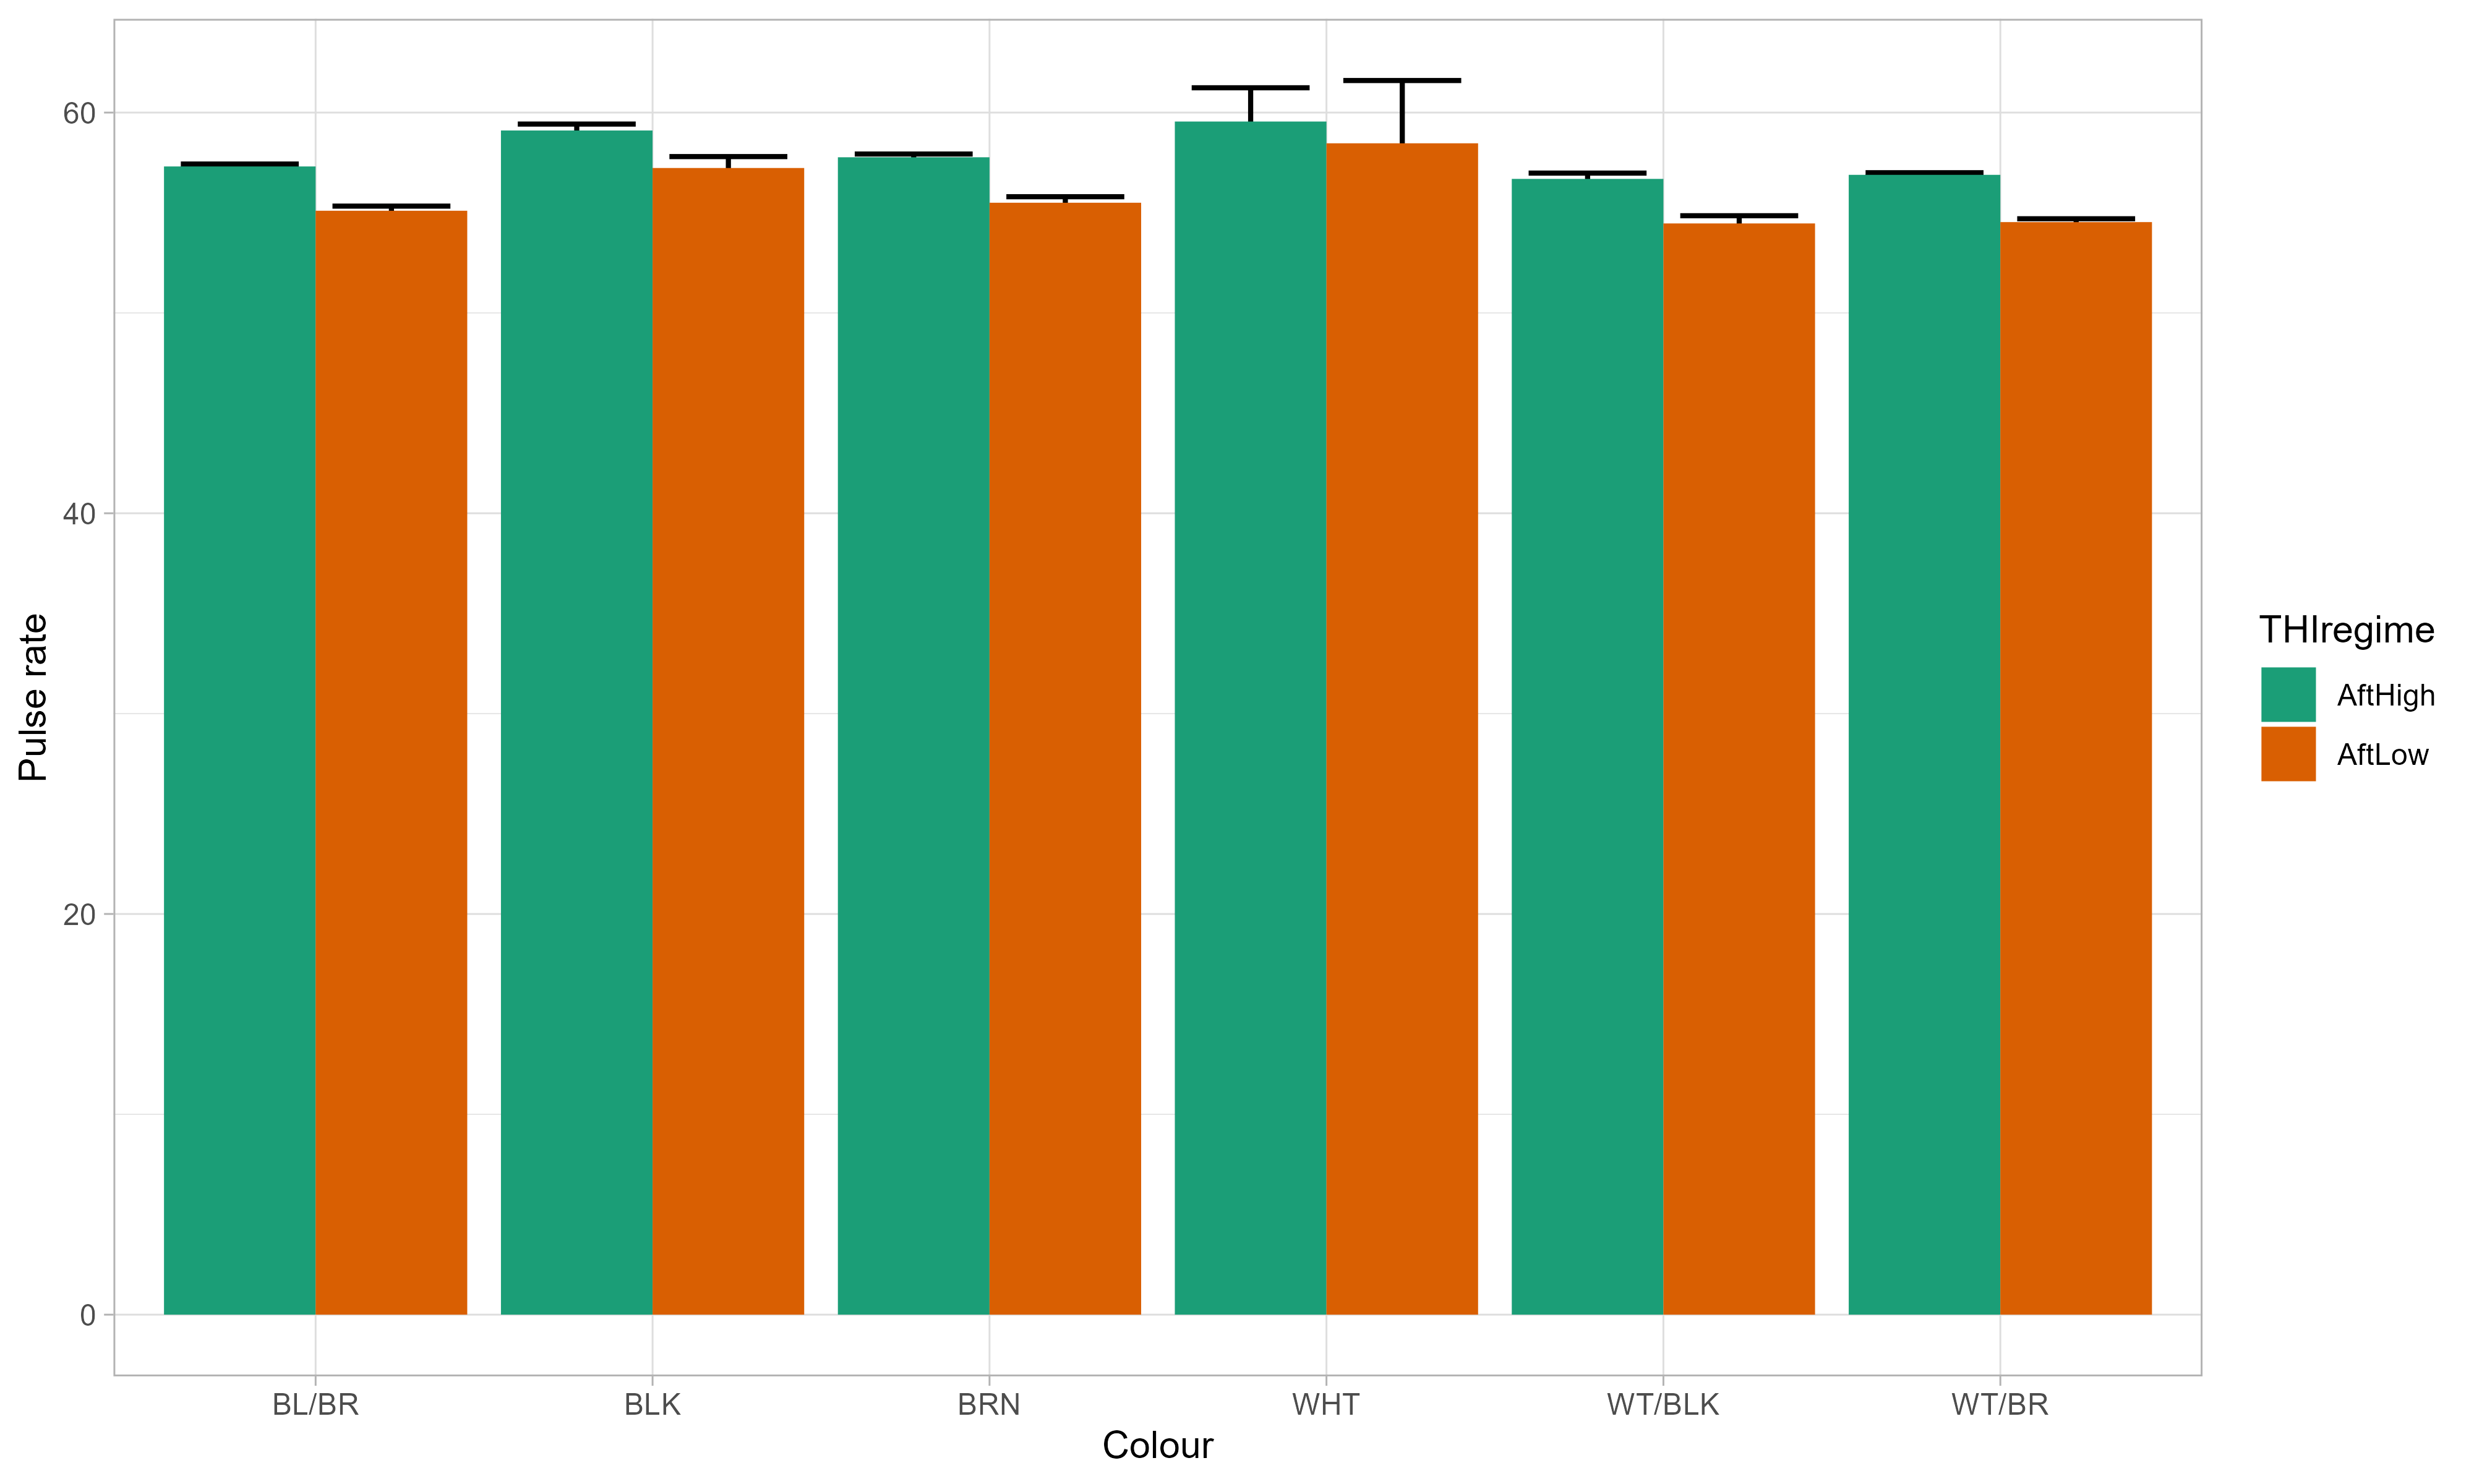 60
40
20
0
Pulse rate
BL/BR BLK BRN WHT WT/BLK WT/BR
Colour
THIregime
AftHigh
AftLow